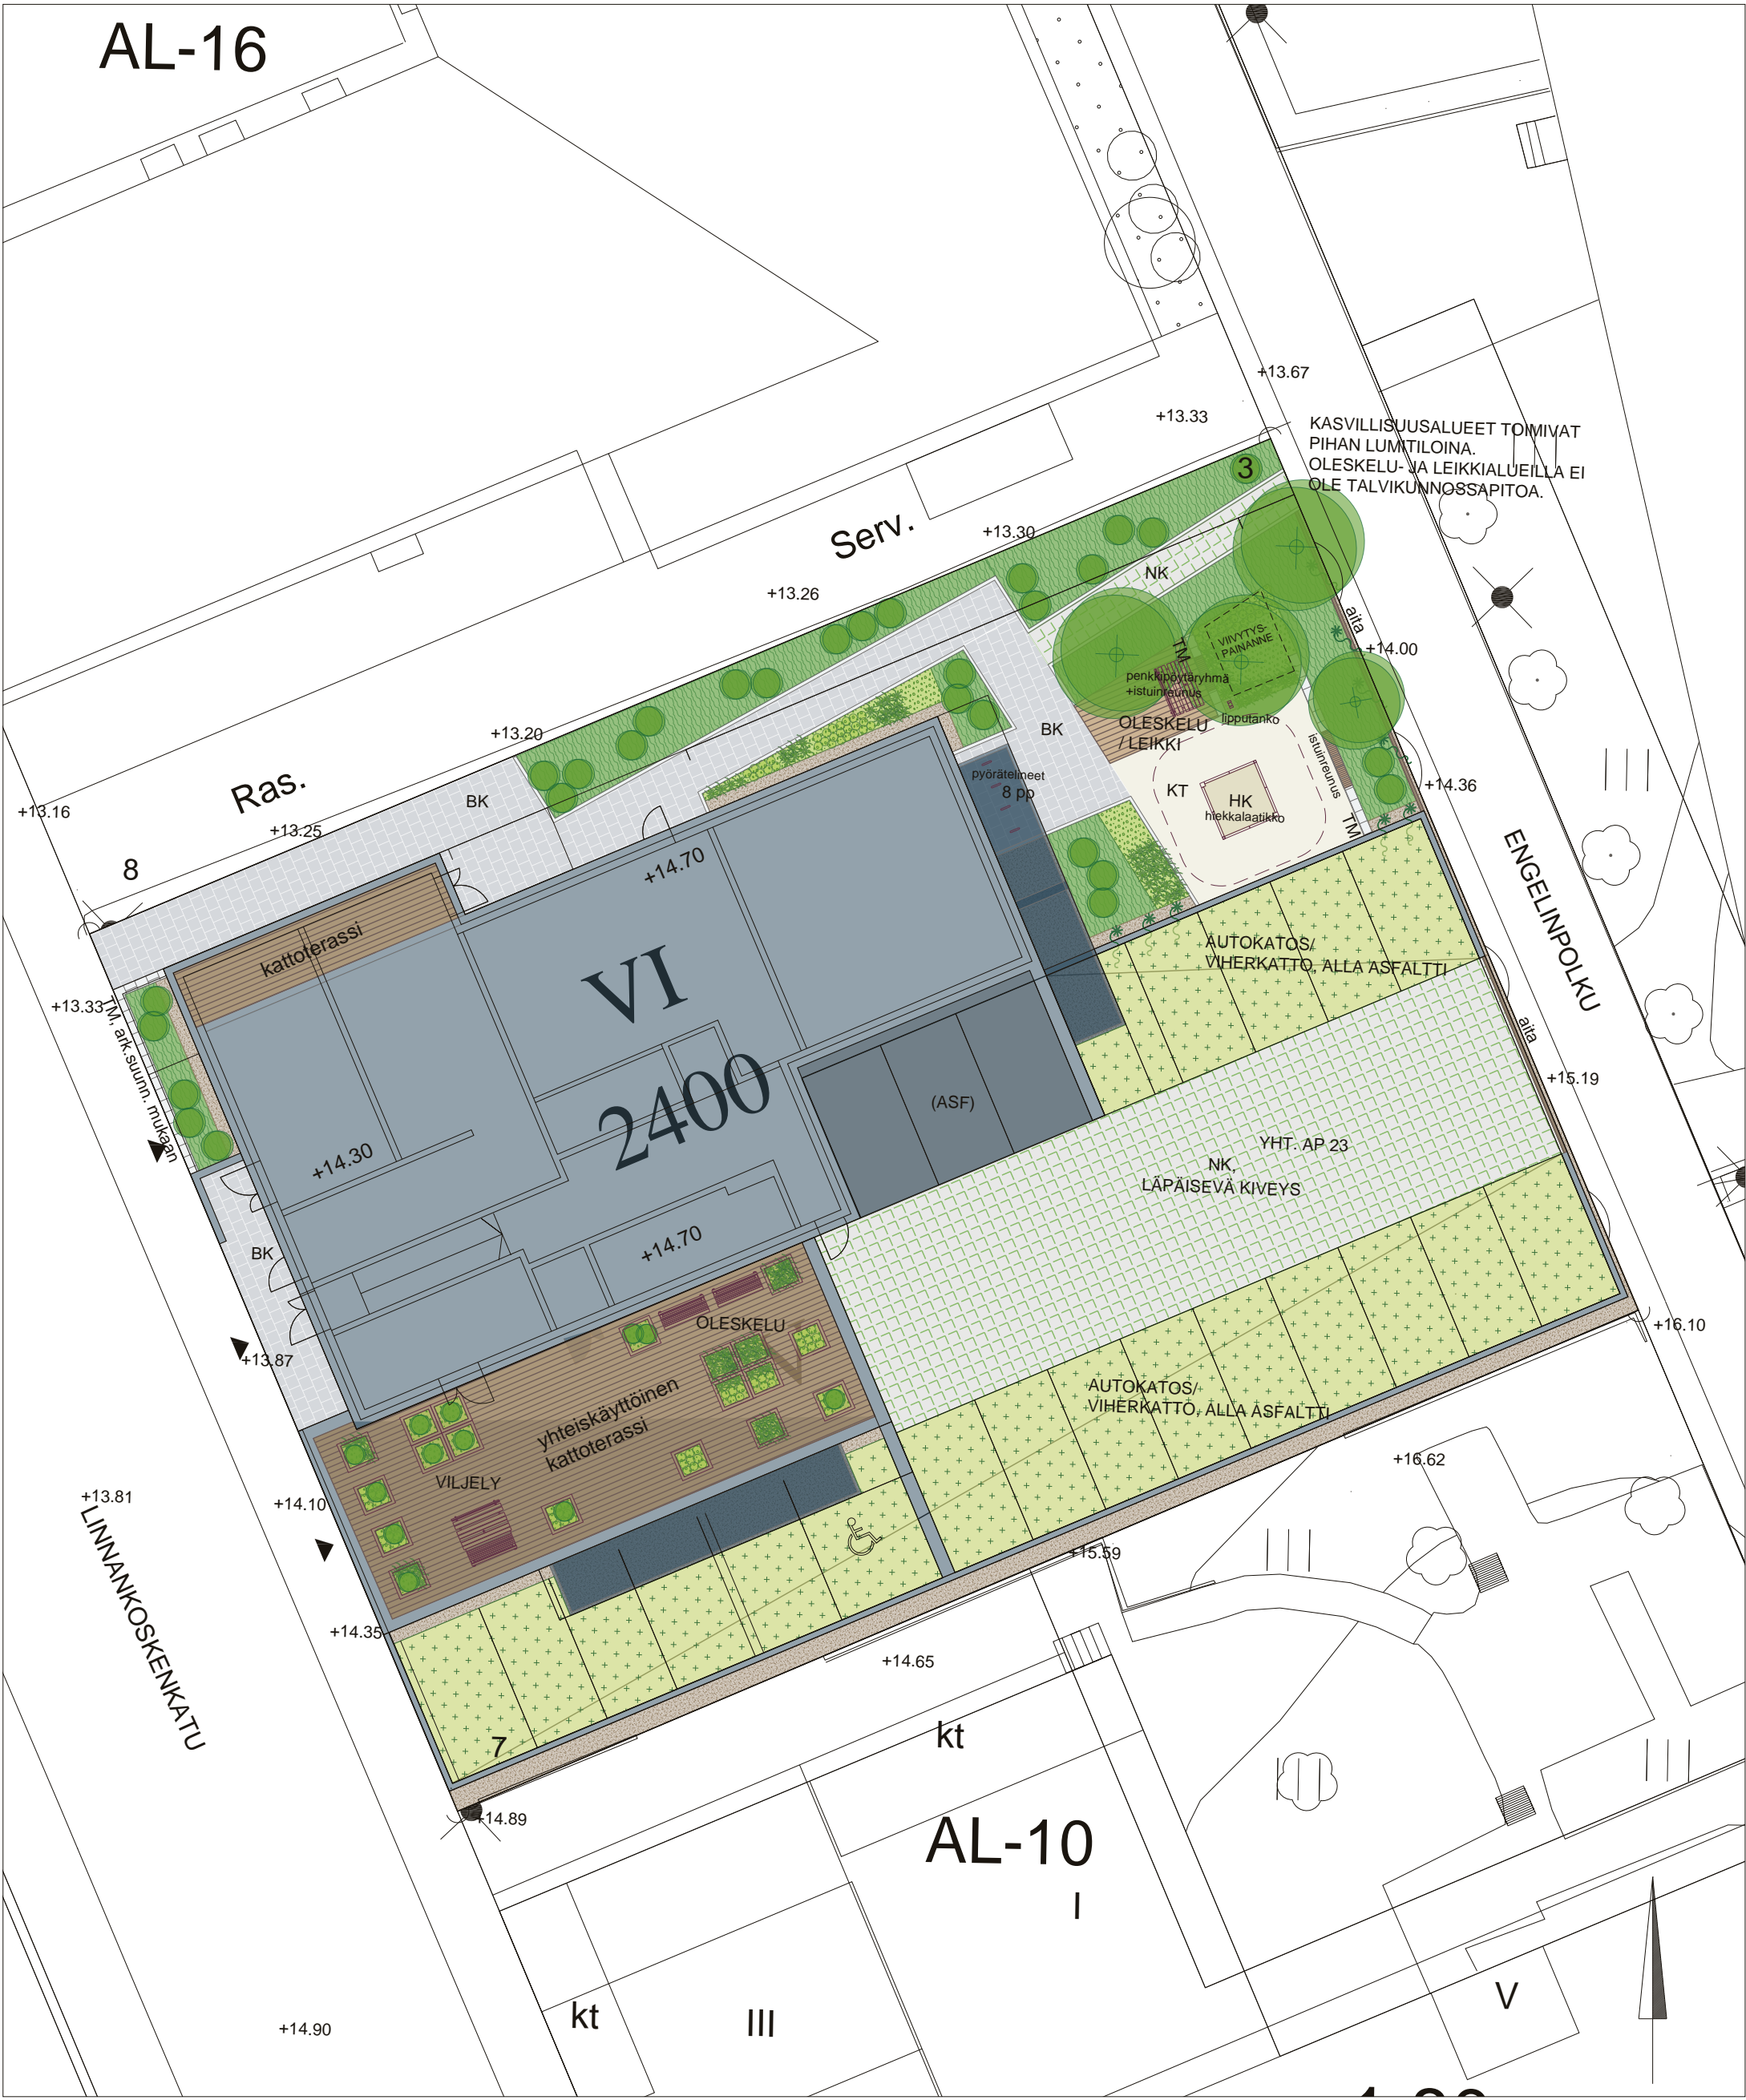 AL-16
+13.67
+13.33
KASVILLISUUSALUEET TOIMIVAT
PIHAN LUMITILOINA.
OLESKELU- JA LEIKKIALUEILLA EI
OLE TALVIKUNNOSSAPITOA.
3
Serv.
+13.30
NK
+13.26
aita
+14.00
VIIVYTYS-
PAINANNE
TM
penkkipöytäryhmä
+istuinreunus
lipputanko
OLESKELU
/ LEIKKI
BK
+13.20
istuinreunus
pyörätelineet
8 pp
KT
HK
hiekkalaatikko
+14.36
TM
Ras.
BK
+13.16
+13.25
8
+14.70
ENGELINPOLKU
kattoterassi
AUTOKATOS/
VIHERKATTO, ALLA ASFALTTI
VI
+13.33
TM, ark.suunn. mukaan
aita
2400
(ASF)
+15.19
YHT. AP 23
NK,
LÄPÄISEVÄ KIVEYS
+14.30
+14.70
BK
OLESKELU
V
+16.10
+13.87
AUTOKATOS/
VIHERKATTO, ALLA ASFALTTI
yhteiskäyttöinen
kattoterassi
+16.62
VILJELY
+13.81
+14.10
LINNANKOSKENKATU
+15.59
+14.35
+14.65
7
kt
+14.89
AL-10
I
V
kt
III
+14.90